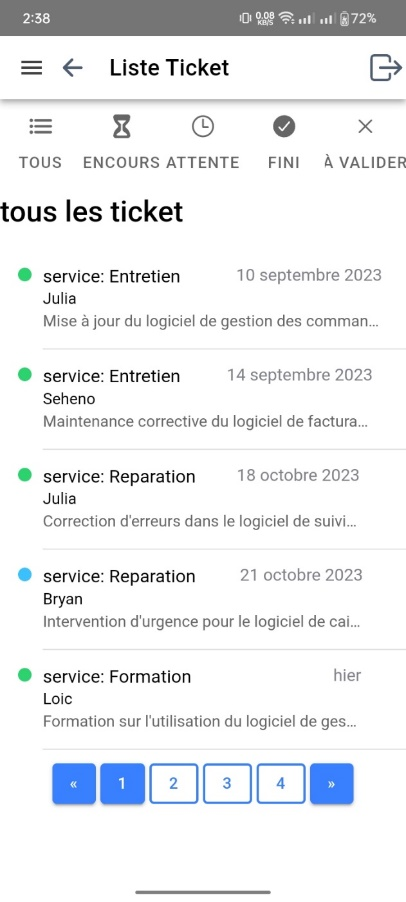 2:38 0.08 KB/S 72%
Liste Ticket
TOUS ENCOURS ATTENTE FINI À VALIDER
tous les ticket
service: Entretien 10 septembre 2023
Julia
Mise à jour du logiciel de gestion des comman...
service: Entretien 14 septembre 2023
Seheno
Maintenance corrective du logiciel de factura...
service: Reparation 18 octobre 2023
Julia
Correction d'erreurs dans le logiciel de suivi...
service: Reparation 21 octobre 2023
Bryan
Intervention d'urgence pour le logiciel de cai...
service: Formation hier
Loic
Formation sur l'utilisation du logiciel de ges...
« 1 2 3 4 »